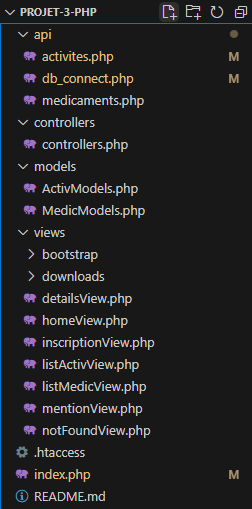 PROJET-3-PHP
api
activites.php M
db_connect.php M
medicaments.php
controllers
controllers.php
models
ActivModels.php
MedicModels.php
views
bootstrap
downloads
detailsView.php
homeView.php
inscriptionView.php
listActivView.php
listMedicView.php
mentionView.php
notFoundView.php
.htaccess
index.php M
README.md